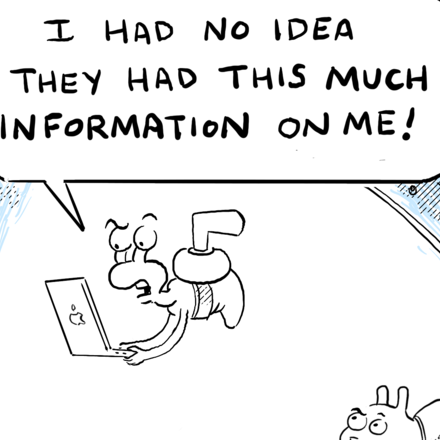 I HAD NO IDEA
THEY HAD THIS MUCH
INFORMATION ON ME!